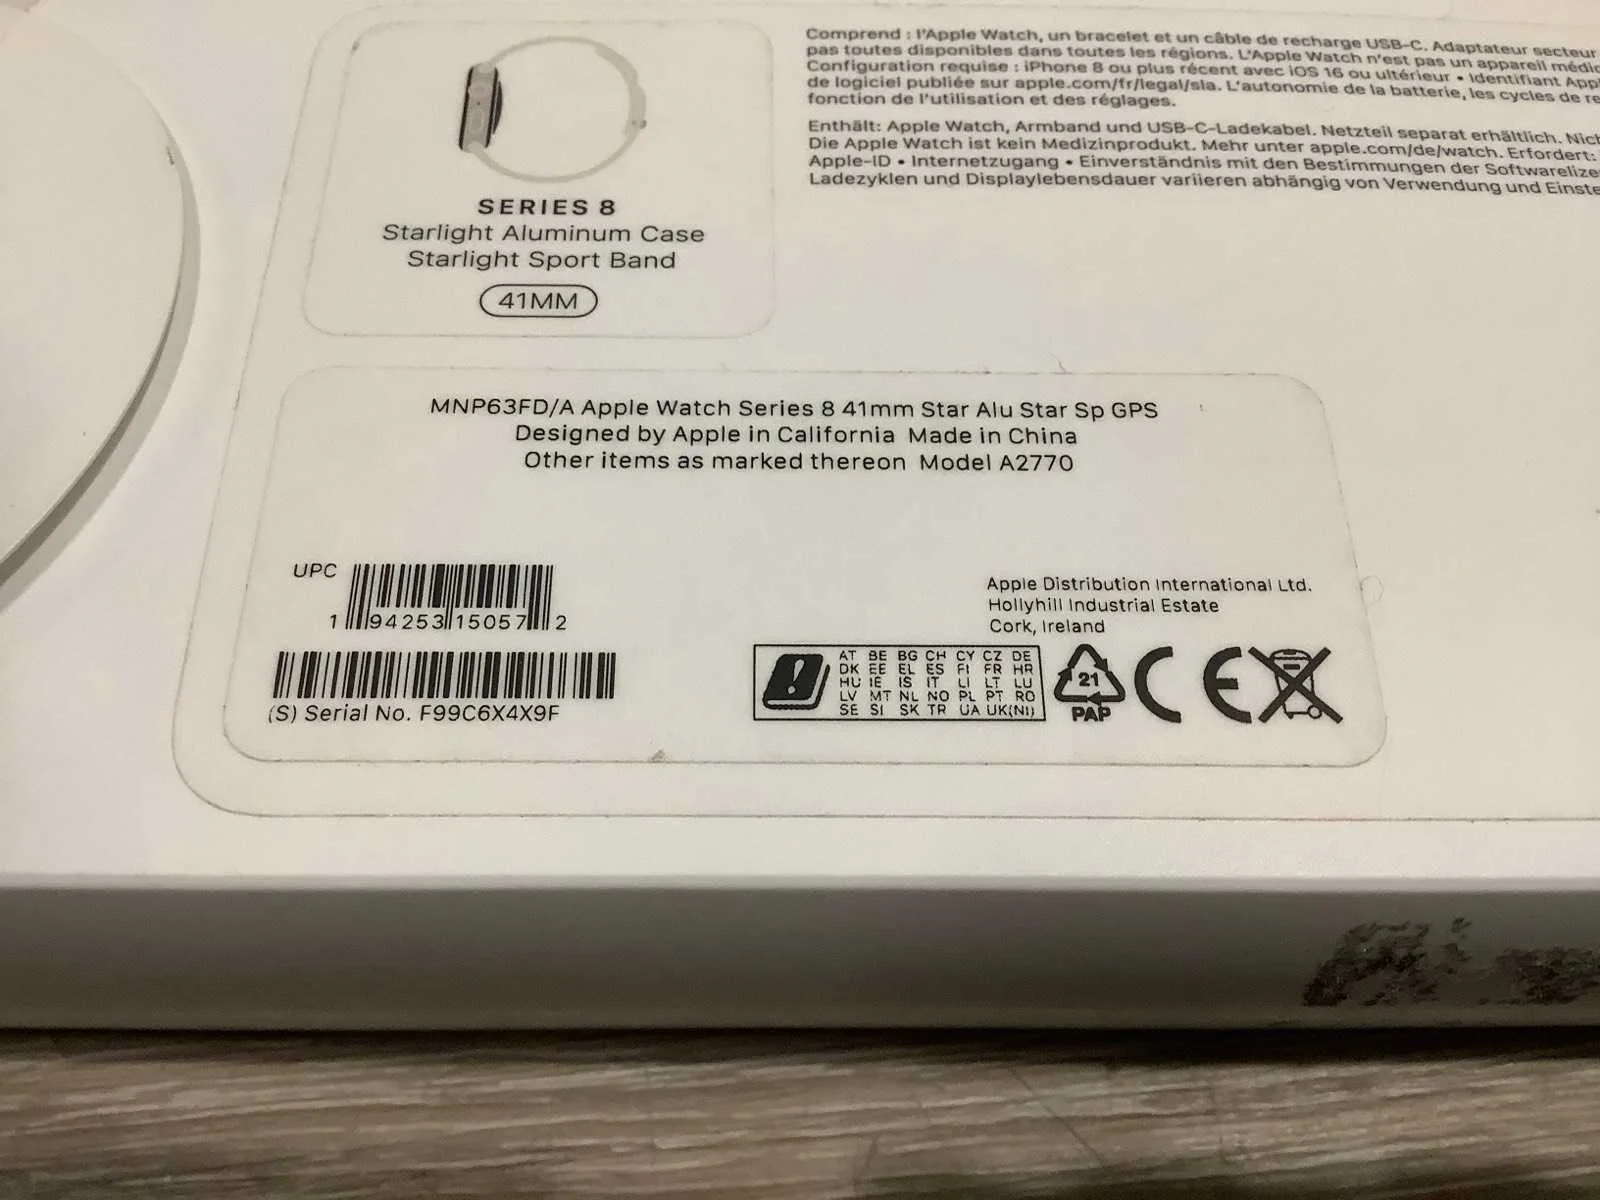 Comprend : l'Apple Watch, un bracelet et un câble de recharge USB-C. Adaptateur secteur
pas toutes disponibles dans toutes les régions. L'Apple Watch n'est pas un appareil
Configuration requise : iPhone 8 ou plus récent avec iOS 16 ou ultérieur • Identifiant
de logiciel publiée sur apple.com/fr/legal/sla. L'autonomie de la batterie, les cycles de
fonction de l'utilisation et des réglages.
Enthält: Apple Watch, Armband und USB-C-Ladekabel. Netzteil separat erhältlich.
Die Apple Watch ist kein Medizinprodukt. Mehr unter apple.com/de/watch. Erfordert:
Apple-ID • Internetzugang • Einverständnis mit den Bestimmungen der
Ladezyklen und Displaylebensdauer variieren abhängig von Verwendung und
SERIES 8
Starlight Aluminum Case
Starlight Sport Band
41MM
MNP63FD/A Apple Watch Series 8 41mm Star Alu Star Sp GPS
Designed by Apple in California Made in China
Other items as marked thereon Model A2770
UPC
1 94253 15057 2
(S) Serial No. F99C6X4X9F
Apple Distribution International Ltd.
Hollyhill Industrial Estate
Cork, Ireland
AT BE BG CH CY CZ DE
DK EE EL ES FI FR HR
HU IE IS IT LI LT LU
LV MT NL NO PL PT RO
SE SI SK TR UA UK(NI)
21
PAP
CE